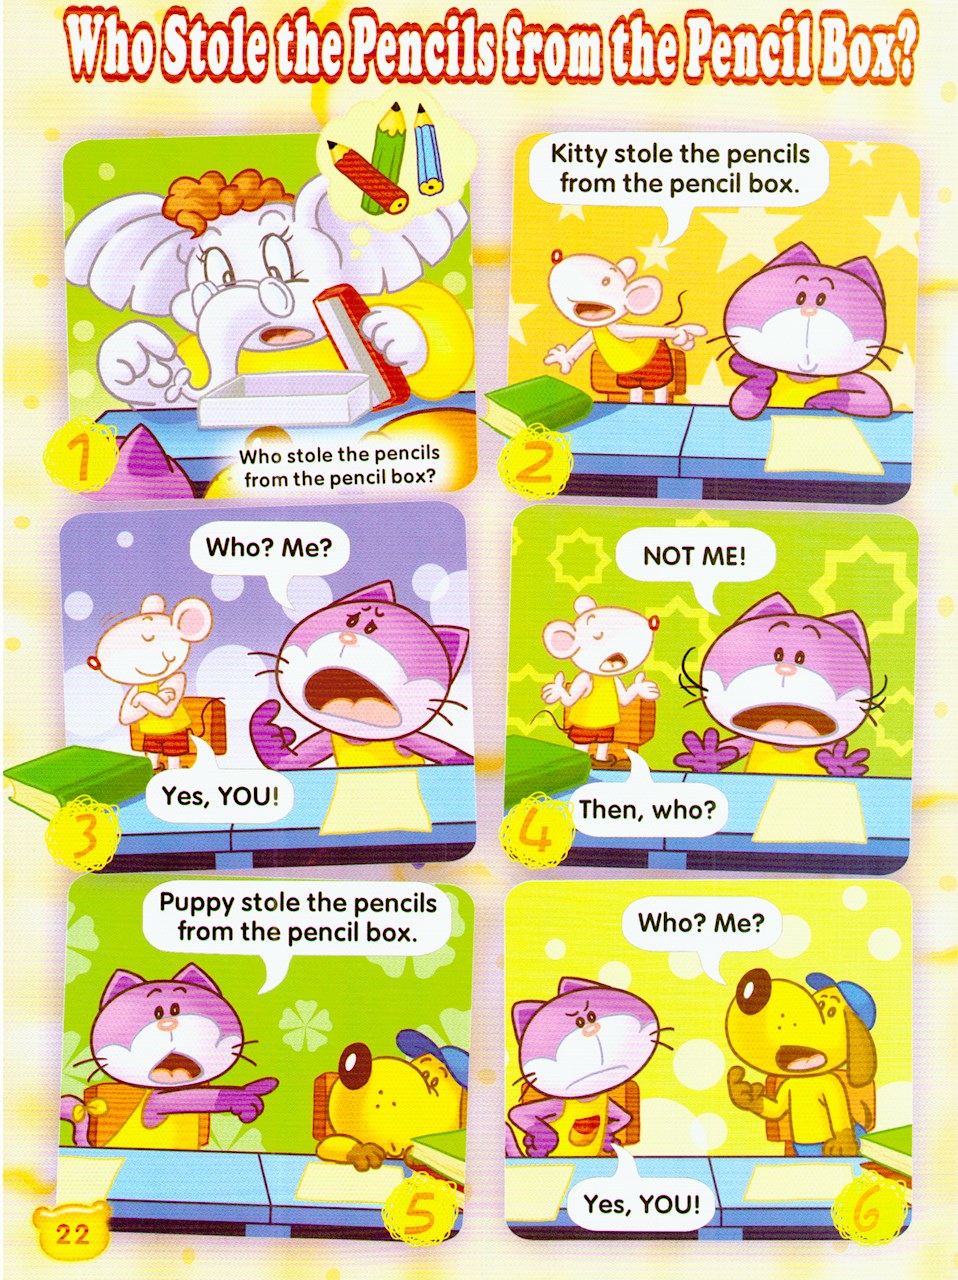 Who Stole the Pencils from the Pencil Box?
Who stole the pencils
from the pencil box?
1
Kitty stole the pencils
from the pencil box.
2
Who? Me?
Yes, YOU!
3
NOT ME!
Then, who?
4
Puppy stole the pencils
from the pencil box.
5
Who? Me?
Yes, YOU!
6
22